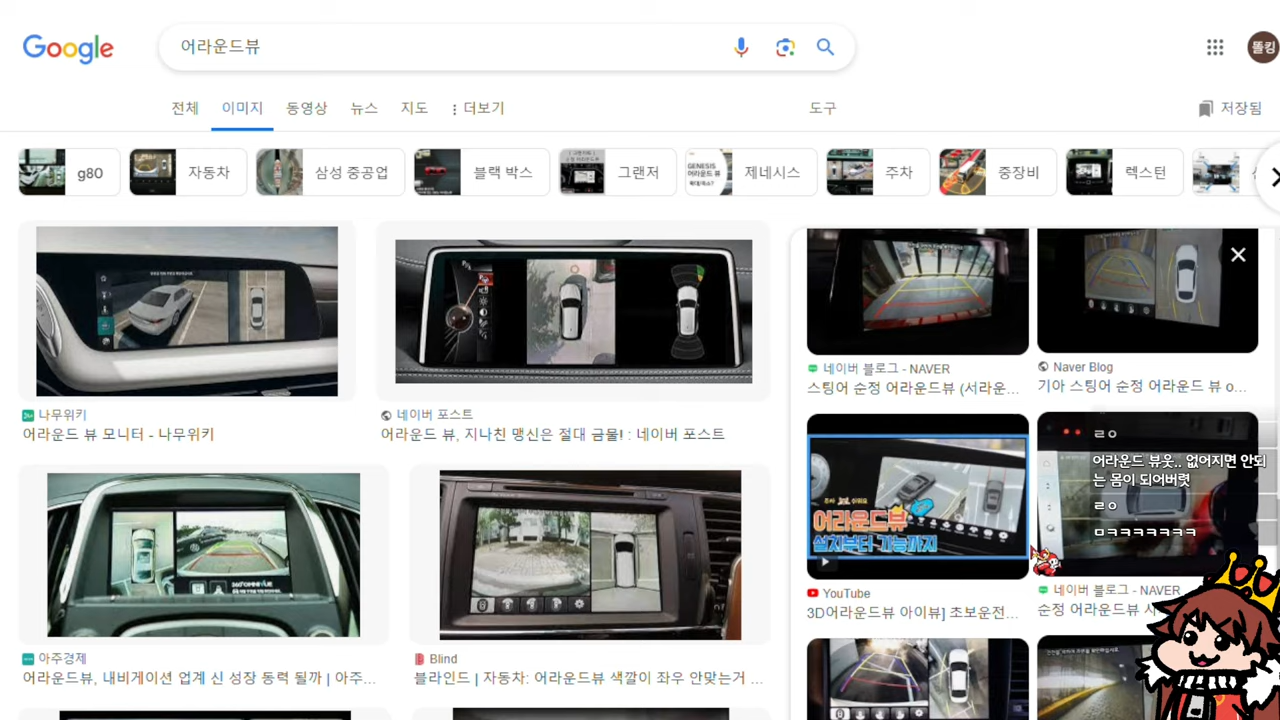 Google
어라운드뷰
똘킹
전체
이미지
동영상
뉴스
지도
더보기
도구
저장됨
g80
자동차
삼성 중공업
블랙 박스
그랜저
GENESIS
어라운드 뷰
제네시스
주차
중장비
렉스턴
나무위키
어라운드 뷰 모니터 - 나무위키
네이버 포스트
어라운드 뷰, 지나친 맹신은 절대 금물! : 네이버 포스트
네이버 블로그 - NAVER
스팅어 순정 어라운드뷰 (서라운...
Naver Blog
기아 스팅어 순정 어라운드 뷰 o...
어라운드뷰
설치부터 기능까지
ㄹㅇ
어라운드 뷰웃.. 없어지면 안되
는 몸이 되어버렷
ㄹㅇ
ㅁㅋㅋㅋㅋㅋㅋㅋ
YouTube
3D어라운드뷰 아이뷰] 초보운전...
네이버 블로그 - NAVER
순정 어라운드뷰
아주경제
어라운드뷰, 내비게이션 업계 신 성장 동력 될까 | 아주...
Blind
블라인드 | 자동차: 어라운드뷰 색깔이 좌우 안맞는거 ...